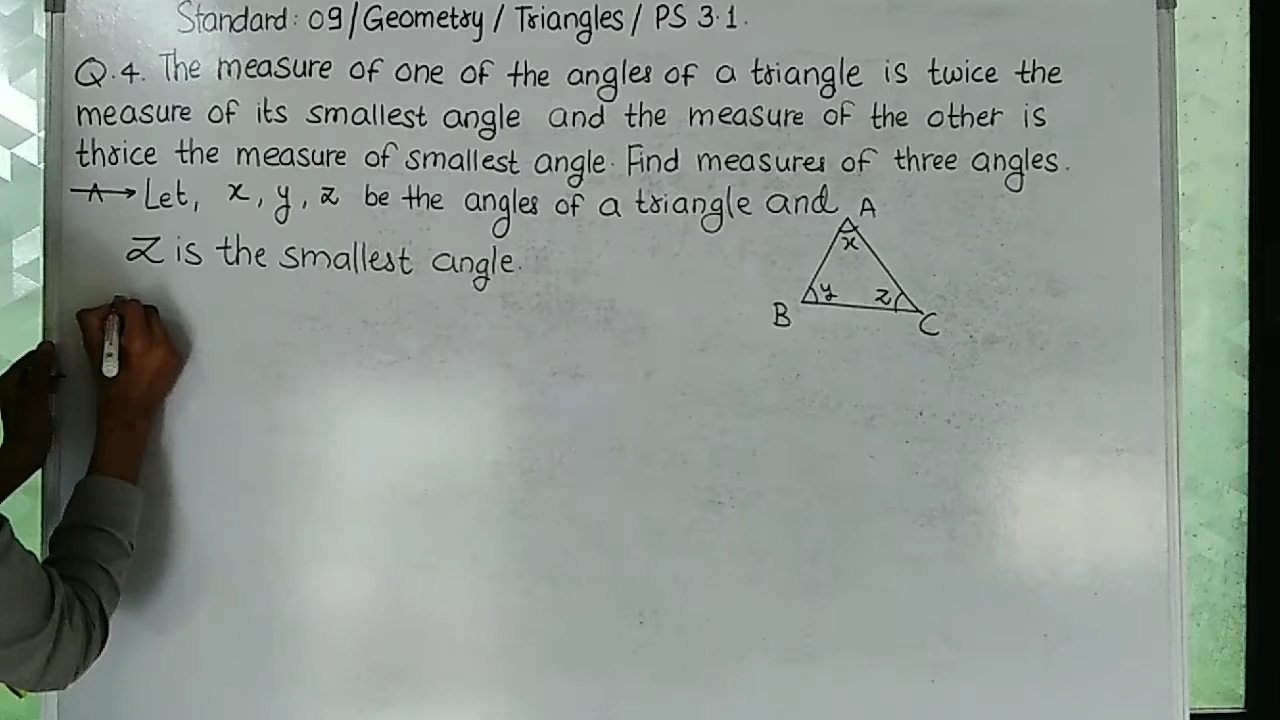 Standard: 09/Geometry/Triangles/PS 3.1.
Q.4. The measure of one of the angles of a triangle is twice the
measure of its smallest angle and the measure of the other is
thrice the measure of smallest angle. Find measures of three angles.
A→ Let, x, y, z be the angles of a triangle and
z is the smallest angle.
A
x
y z
B
C